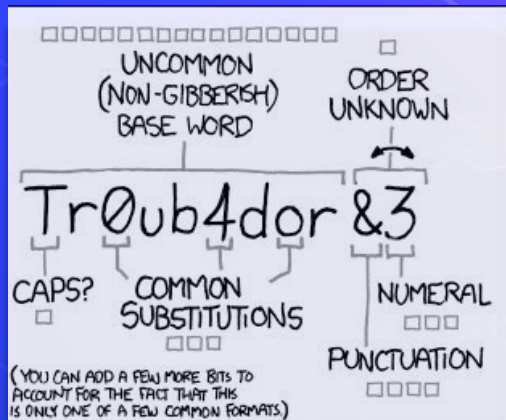 UNCOMMON
(NON-GIBBERISH)
BASE WORD
ORDER
UNKNOWN
Tr0ub4dor &3
CAPS?
COMMON
SUBSTITUTIONS
NUMERAL
PUNCTUATION
(YOU CAN ADD A FEW MORE BITS TO
ACCOUNT FOR THE FACT THAT THIS
IS ONLY ONE OF A FEW COMMON FORMATS.)